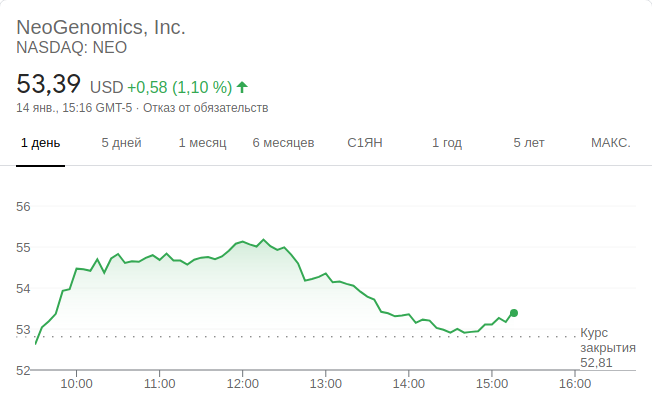 NeoGenomics, Inc.
NASDAQ: NEO
53,39 USD +0,58 (1,10 %)
14 янв., 15:16 GMT-5 · Отказ от обязательств
1 день 5 дней 1 месяц 6 месяцев С1ЯН 1 год 5 лет МАКС.
56
55
54
53
Курс
закрытия
52,81
52
10:00 11:00 12:00 13:00 14:00 15:00 16:00